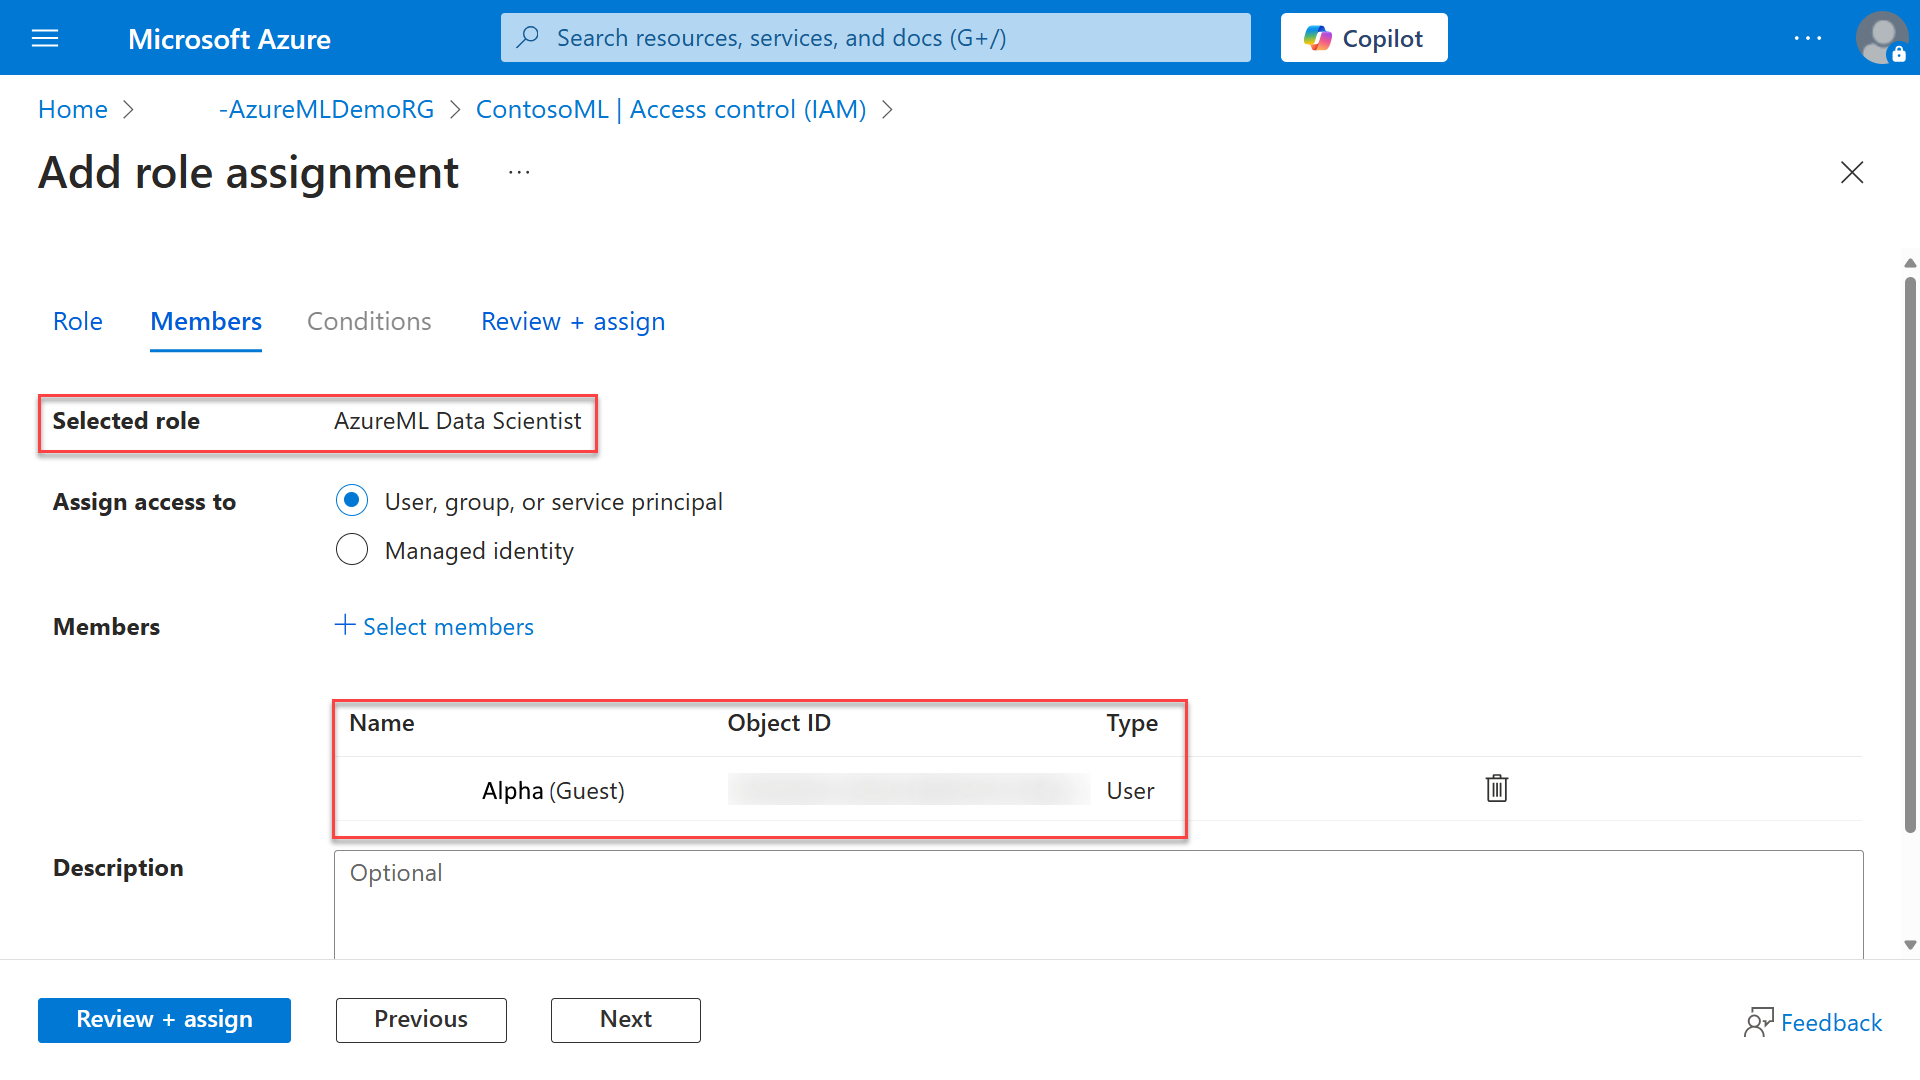 Microsoft Azure
Search resources, services, and docs (G+/)
Copilot
Home
-AzureMLDemoRG
ContosoML | Access control (IAM)
Add role assignment
Role
Members
Conditions
Review + assign
Selected role
AzureML Data Scientist
Assign access to
User, group, or service principal
Managed identity
Members
Select members
Name
Object ID
Type
Alpha (Guest)
User
Description
Optional
Review + assign
Previous
Next
Feedback